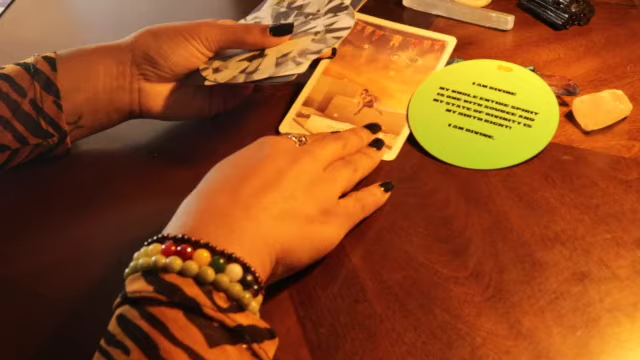 I AM DIVINE
MY WHOLE ENTIRE SPIRIT
IS ONE WITH SOURCE AND
MY STATE OF DIVINITY IS
MY BIRTH RIGHT!
I AM DIVINE.